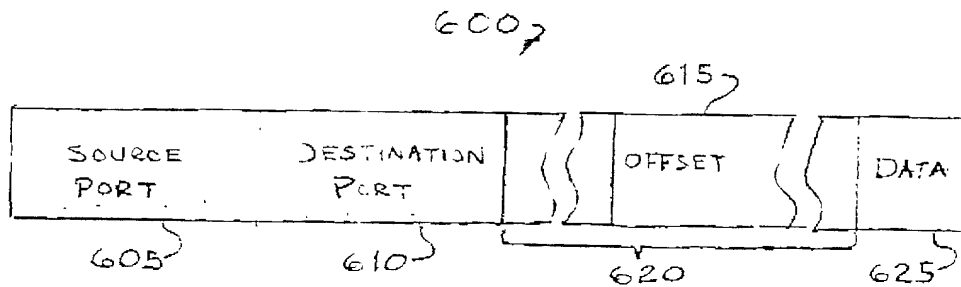 600
615
SOURCE PORT
DESTINATION PORT
OFFSET
DATA
605
610
620
625